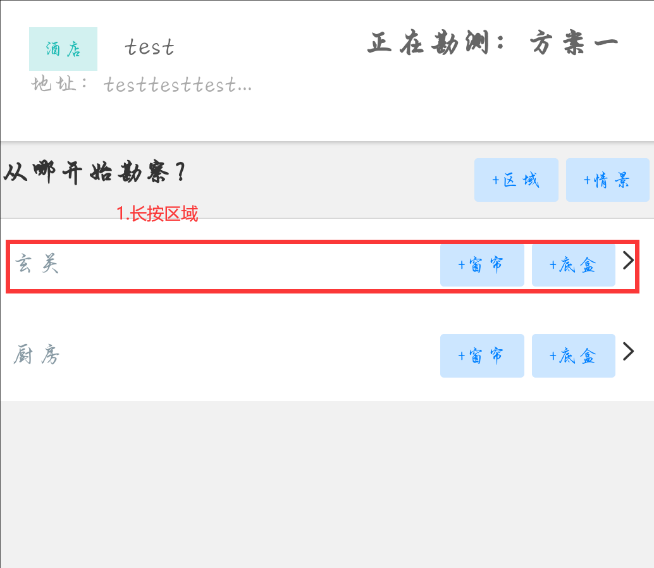 酒店 test 正在勘测：方案一
地址：testtesttest...
从哪开始勘察？ +区域 +情景
1.长按区域
玄关 +窗帘 +底盒
厨房 +窗帘 +底盒